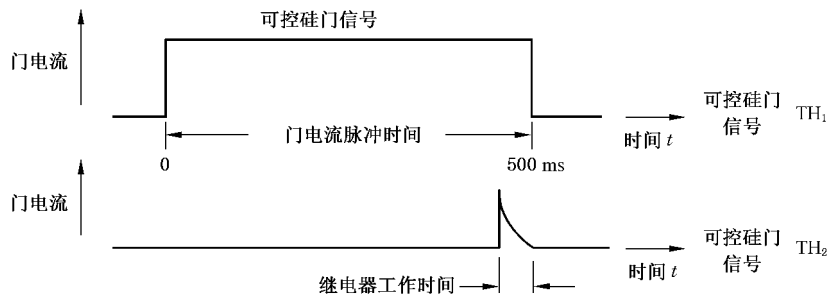 可控硅门信号
门电流
可控硅门
信号
TH₁
时间 t
门电流脉冲时间
0
500 ms
门电流
可控硅门
信号
TH₂
时间 t
继电器工作时间